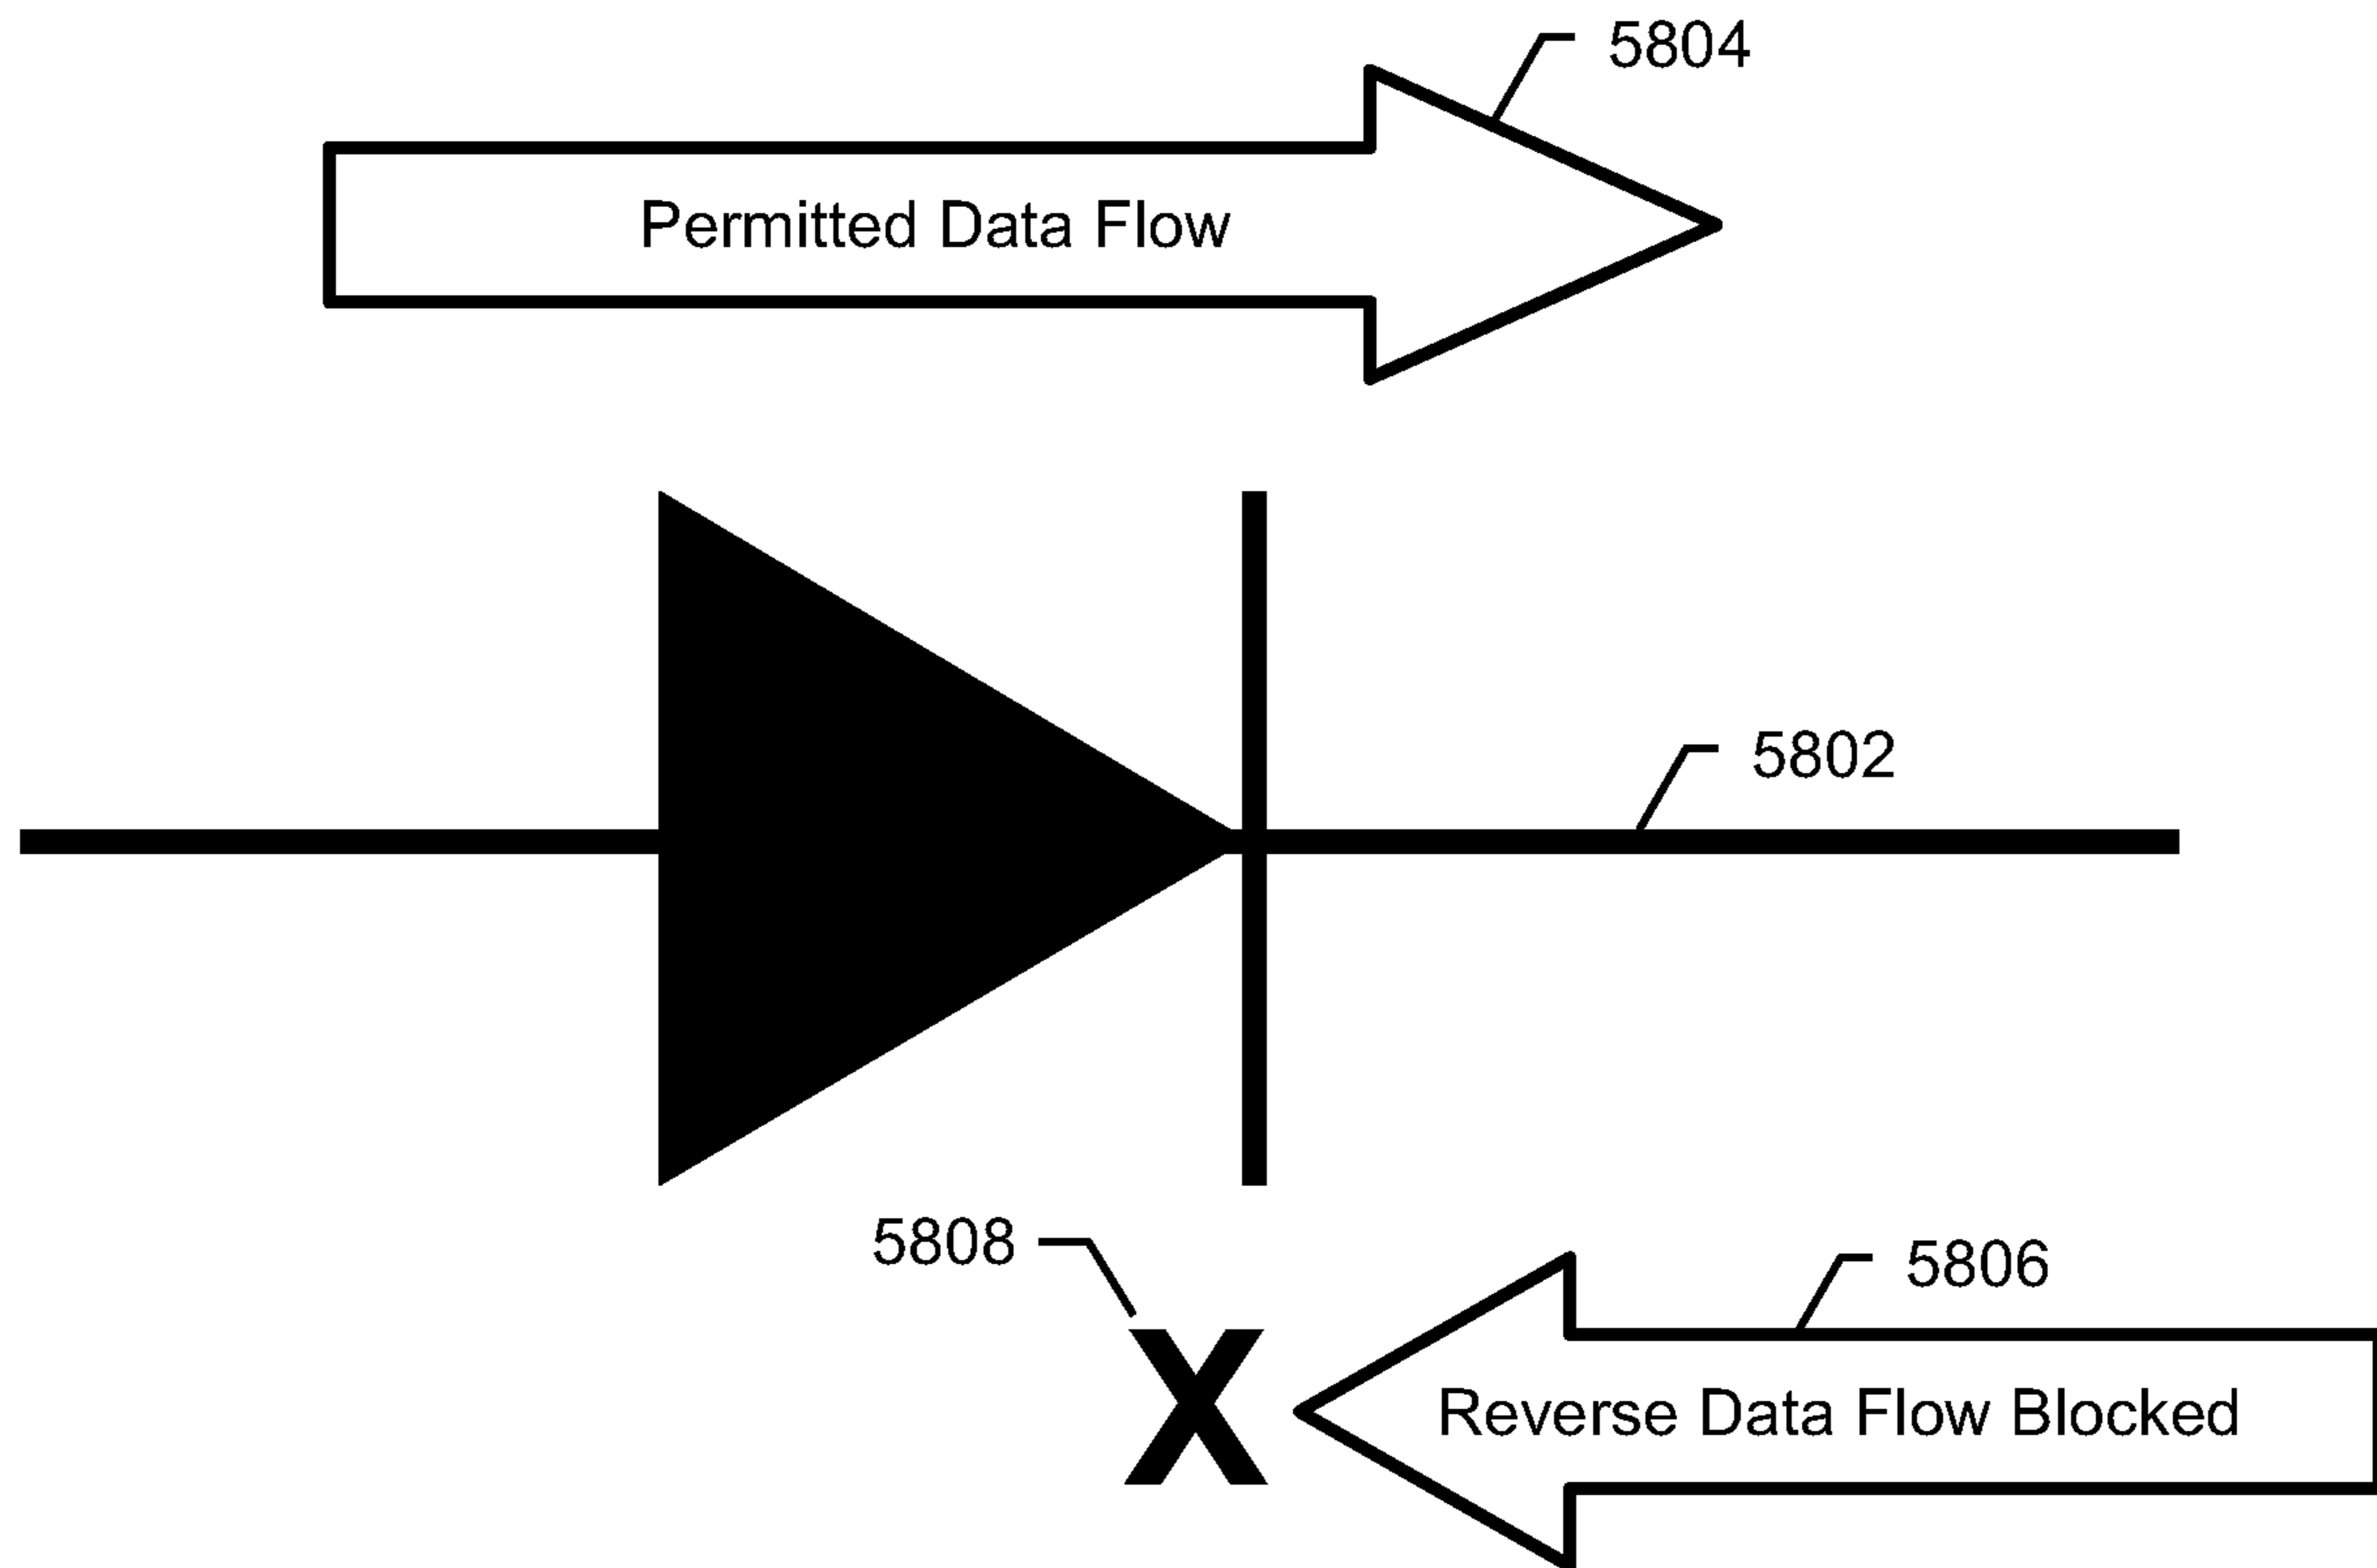 5804
Permitted Data Flow
5802
5808
5806
X
Reverse Data Flow Blocked